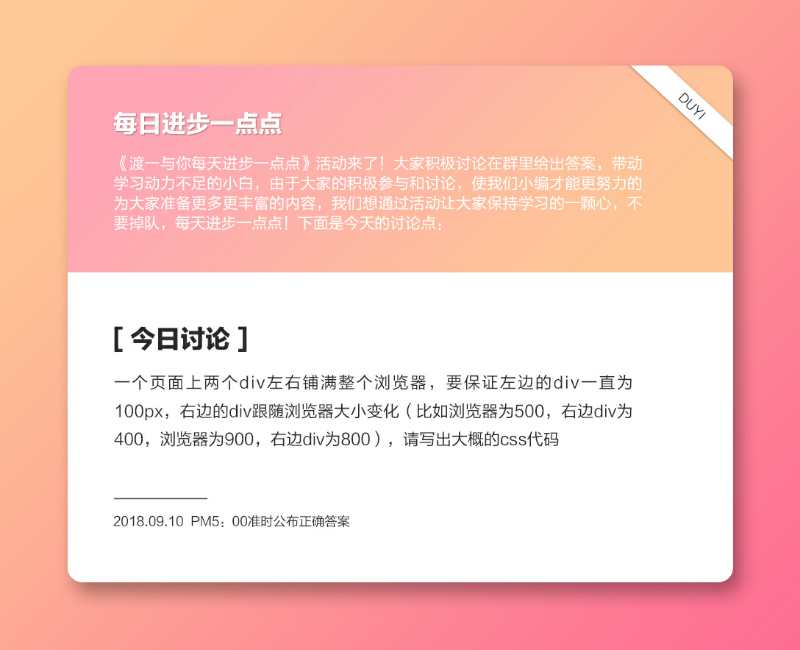 DUYI
每日进步一点点
《渡一与你每天进步一点点》活动来了！大家积极讨论在群里给出答案，带动
学习动力不足的小白，由于大家的积极参与和讨论，使我们小编才能更努力的
为大家准备更多更丰富的内容，我们想通过活动让大家保持学习的一颗心，不
要掉队，每天进步一点点！下面是今天的讨论点：
[ 今日讨论 ]
一个页面上两个div左右铺满整个浏览器，要保证左边的div一直为
100px，右边的div跟随浏览器大小变化（比如浏览器为500，右边div为
400，浏览器为900，右边div为800），请写出大概的css代码
2018.09.10 PM5：00准时公布正确答案